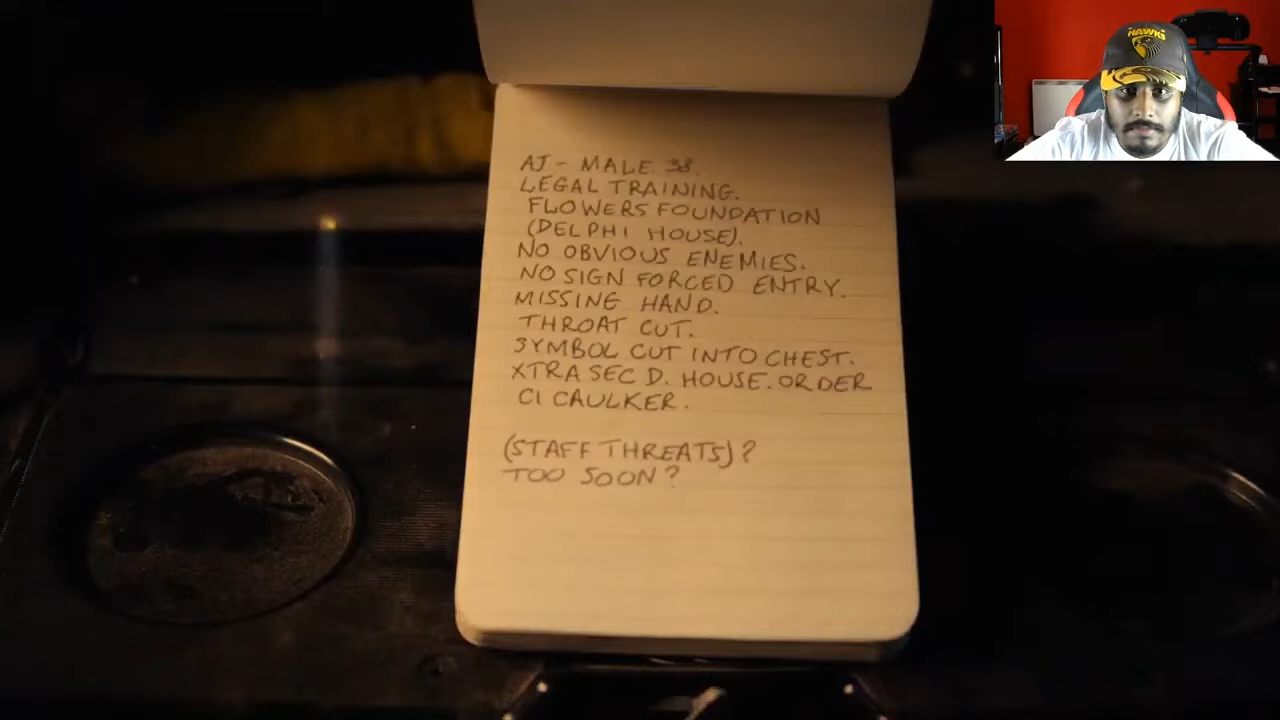 HAWKS
AJ - MALE. 38.
LEGAL TRAINING.
FLOWERS FOUNDATION
(DELPHI HOUSE).
NO OBVIOUS ENEMIES.
NO SIGN FORCED ENTRY.
MISSING HAND.
THROAT CUT.
SYMBOL CUT INTO CHEST.
XTRA SEC D. HOUSE. ORDER
CI CAULKER.
(STAFF THREATS)?
TOO SOON?